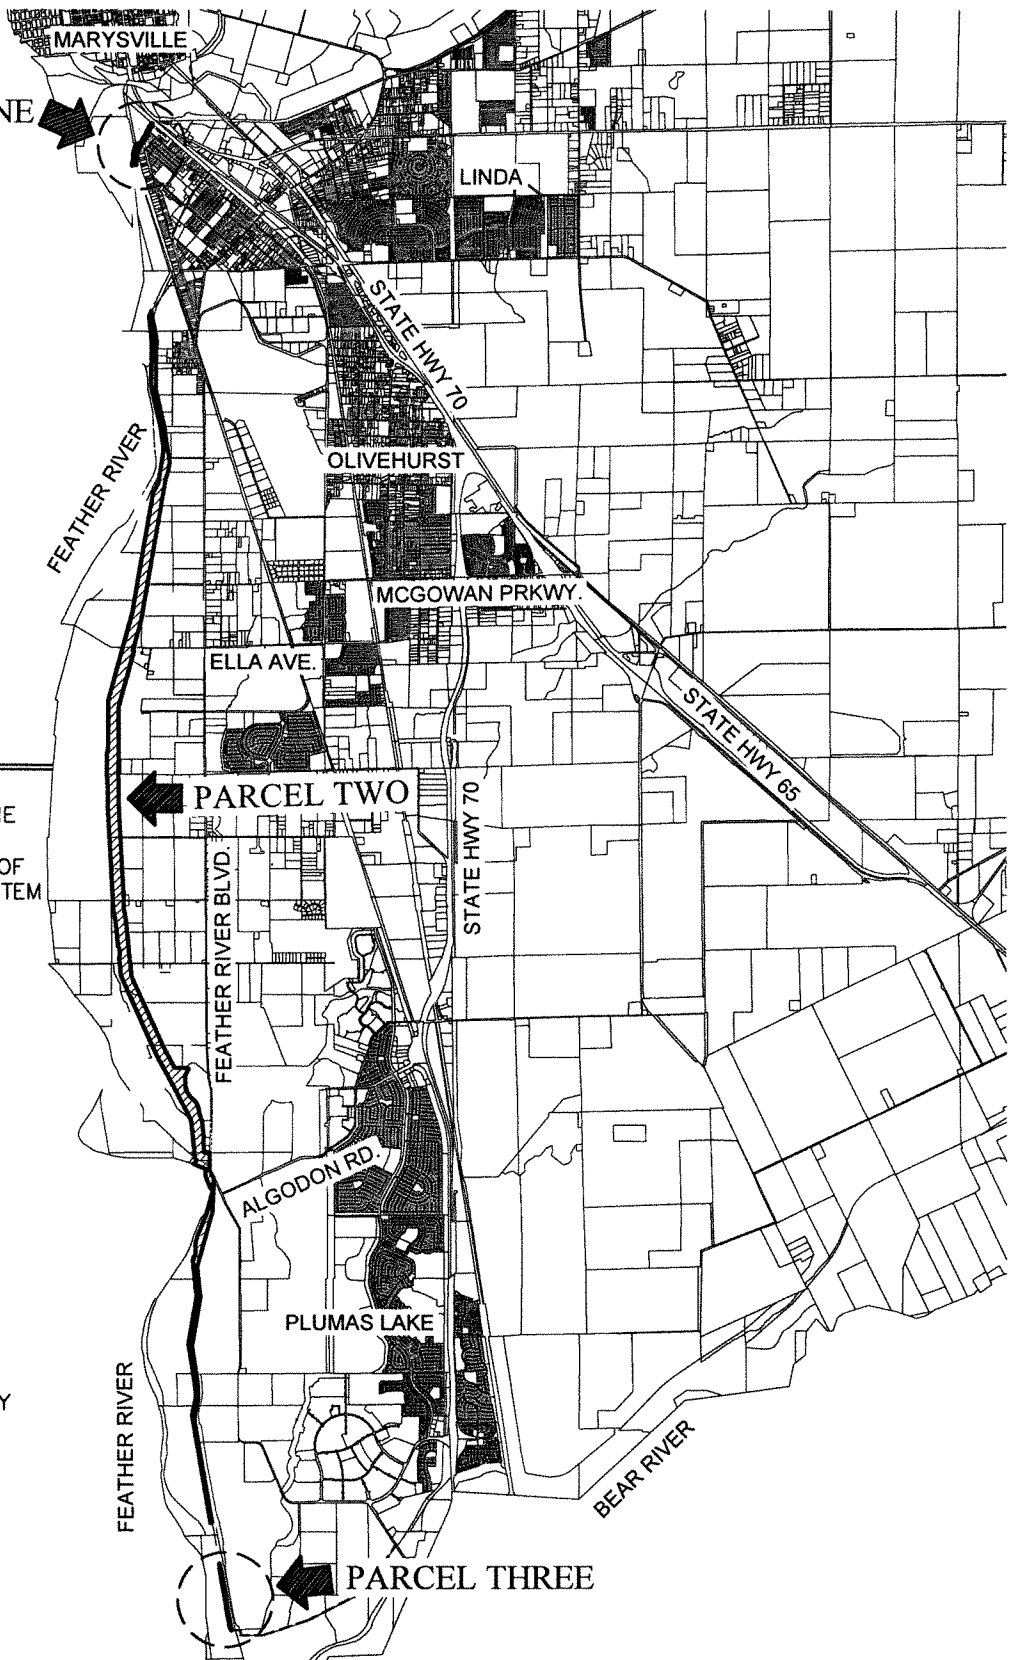 MARYSVILLE
NE
LINDA
STATE HWY 70
FEATHER RIVER
OLIVEHURST
MCGOWAN PRKWY.
ELLA AVE.
STATE HWY 65
PARCEL TWO
STATE HWY 70
OF
TEM
FEATHER RIVER BLVD.
ALGODON RD.
PLUMAS LAKE
FEATHER RIVER
Y
BEAR RIVER
PARCEL THREE